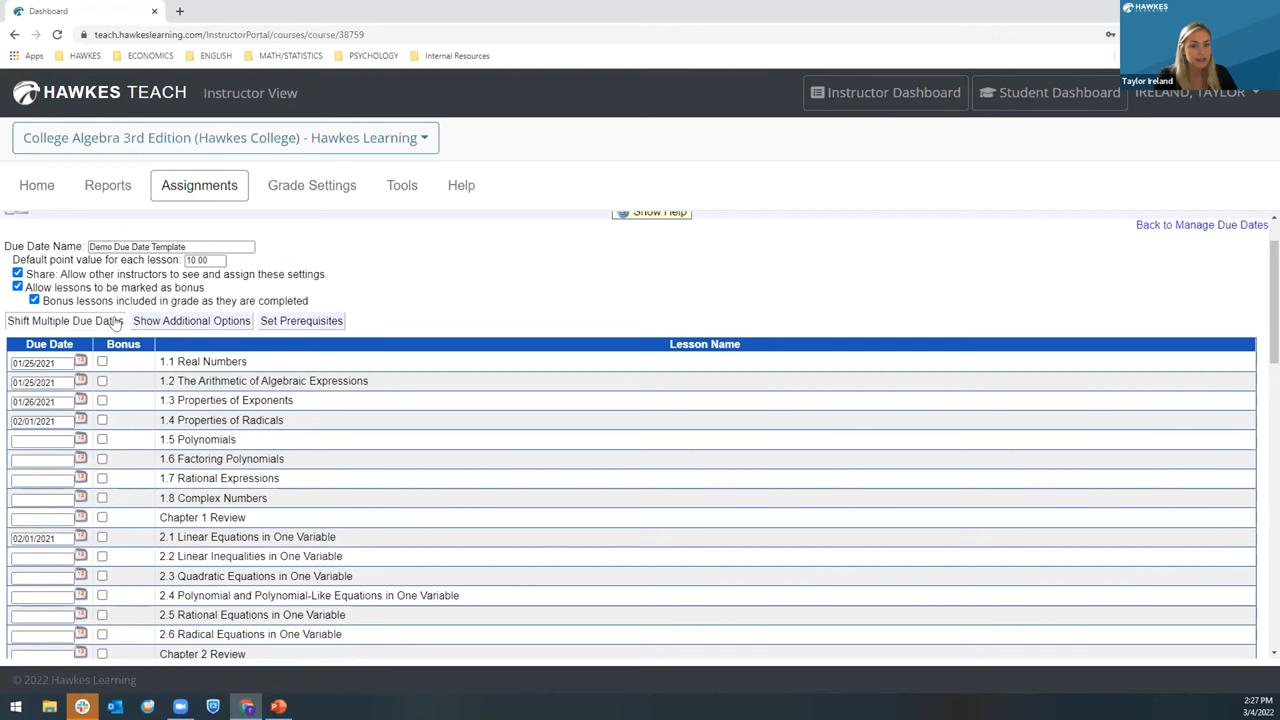 Dashboard
teach.hawkeslearning.com/InstructorPortal/courses/course/38759
Apps HAWKES ECONOMICS ENGLISH MATH/STATISTICS PSYCHOLOGY Internal Resources
HAWKES LEARNING
Taylor Ireland
HAWKES TEACH Instructor View Instructor Dashboard Student Dashboard IRELAND, TAYLOR
College Algebra 3rd Edition (Hawkes College) - Hawkes Learning
Home Reports Assignments Grade Settings Tools Help
Show Help
Back to Manage Due Dates
Due Date Name: Demo Due Date Template
Default point value for each lesson: 10.00
Share: Allow other instructors to see and assign these settings
Allow lessons to be marked as bonus
Bonus lessons included in grade as they are completed
Shift Multiple Due Dates Show Additional Options Set Prerequisites
Due Date Bonus Lesson Name
01/25/2021 1.1 Real Numbers
01/25/2021 1.2 The Arithmetic of Algebraic Expressions
01/26/2021 1.3 Properties of Exponents
02/01/2021 1.4 Properties of Radicals
1.5 Polynomials
1.6 Factoring Polynomials
1.7 Rational Expressions
1.8 Complex Numbers
Chapter 1 Review
02/01/2021 2.1 Linear Equations in One Variable
2.2 Linear Inequalities in One Variable
2.3 Quadratic Equations in One Variable
2.4 Polynomial and Polynomial-Like Equations in One Variable
2.5 Rational Equations in One Variable
2.6 Radical Equations in One Variable
Chapter 2 Review
© 2022 Hawkes Learning
2:27 PM
3/4/2022